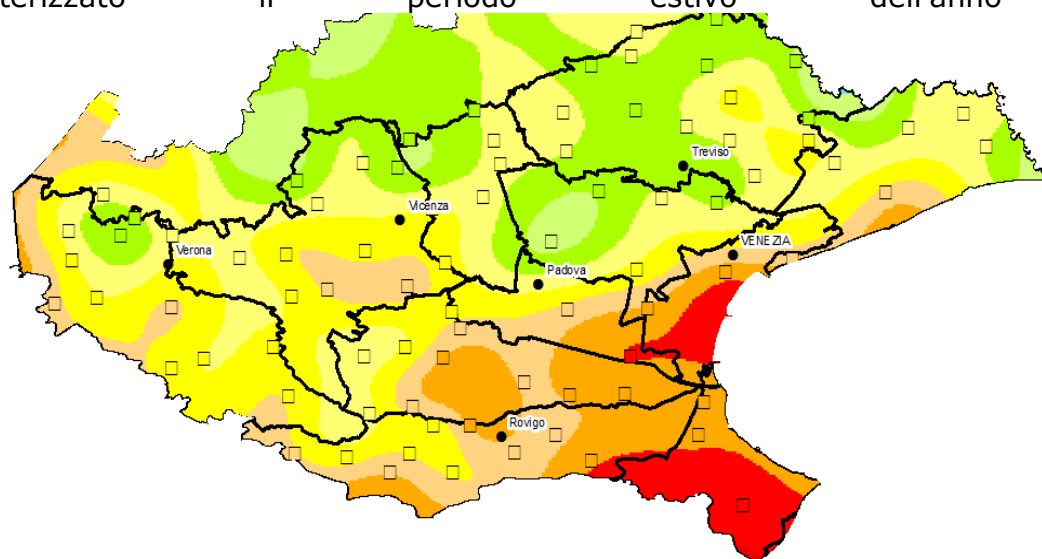 il periodo estivo dell'anno
Treviso
Vicenza
VENEZIA
Verona
Padova
Rovigo